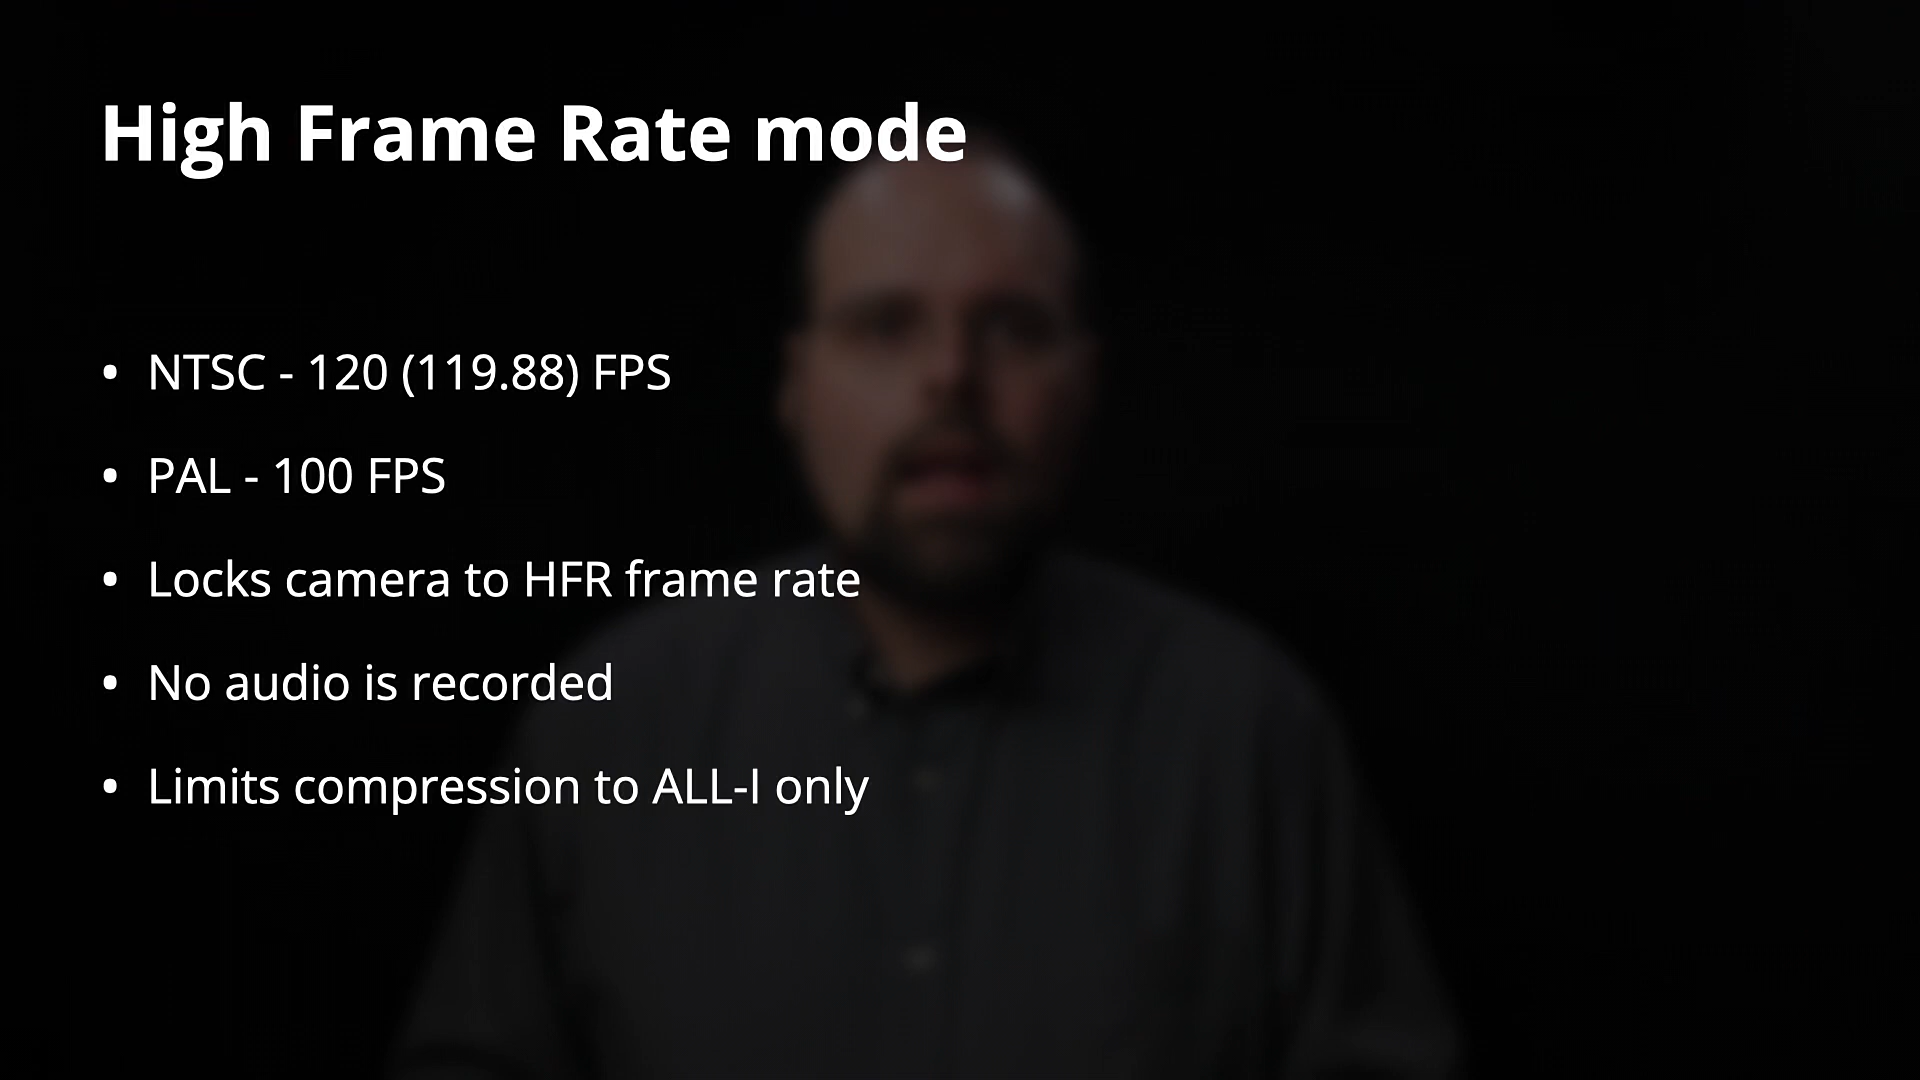 High Frame Rate mode
• NTSC - 120 (119.88) FPS
• PAL - 100 FPS
• Locks camera to HFR frame rate
• No audio is recorded
• Limits compression to ALL-I only